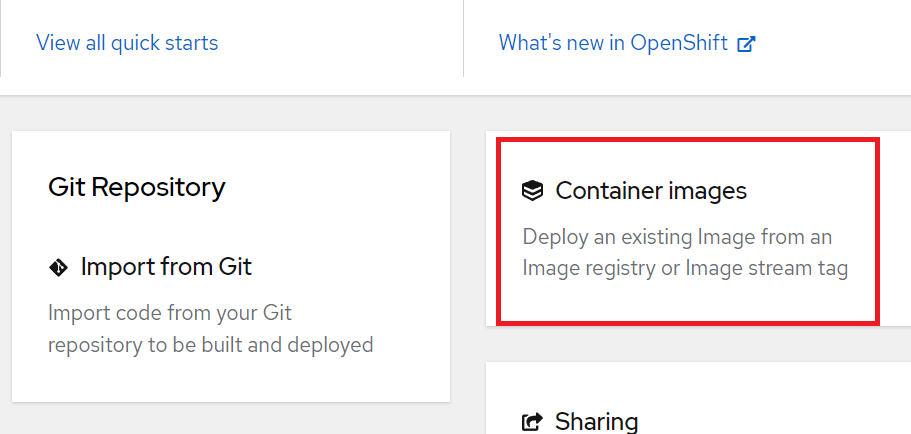 View all quick starts
What's new in OpenShift
Git Repository
Import from Git
Import code from your Git
repository to be built and deployed
Container images
Deploy an existing Image from an
Image registry or Image stream tag
Sharing